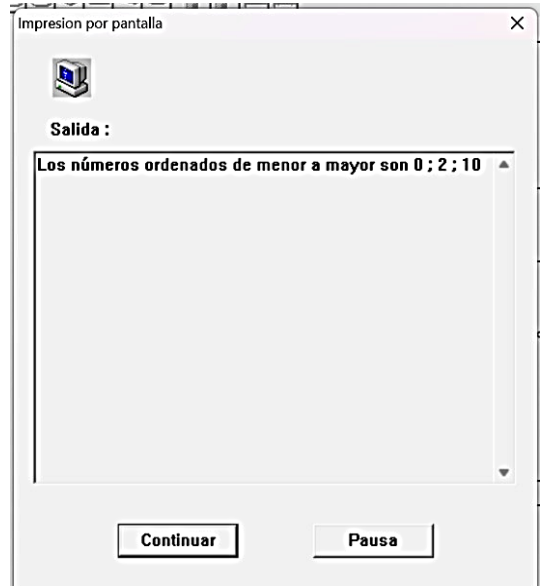 Impresion por pantalla
Salida :
Los números ordenados de menor a mayor son 0 ; 2 ; 10
Continuar
Pausa